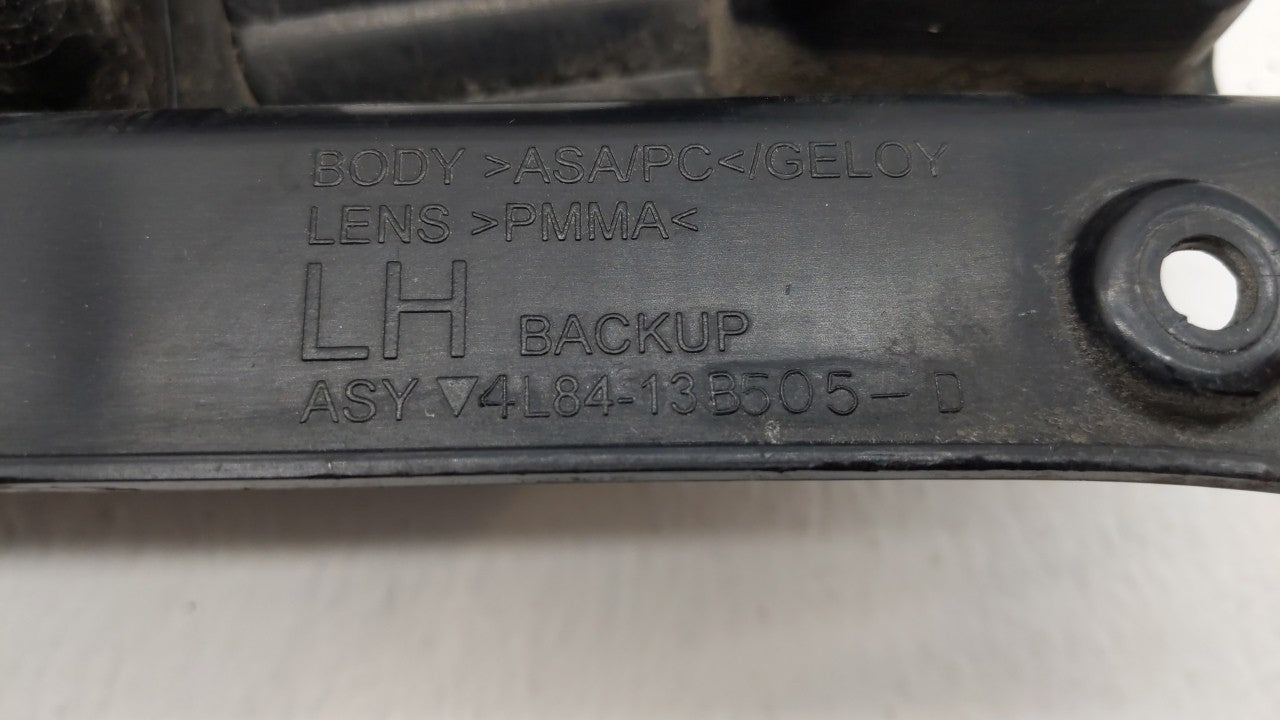 BODY >ASA/PC</GELOY
LENS >PMMA<
LH BACKUP
ASY ▽4L84-13B505-D